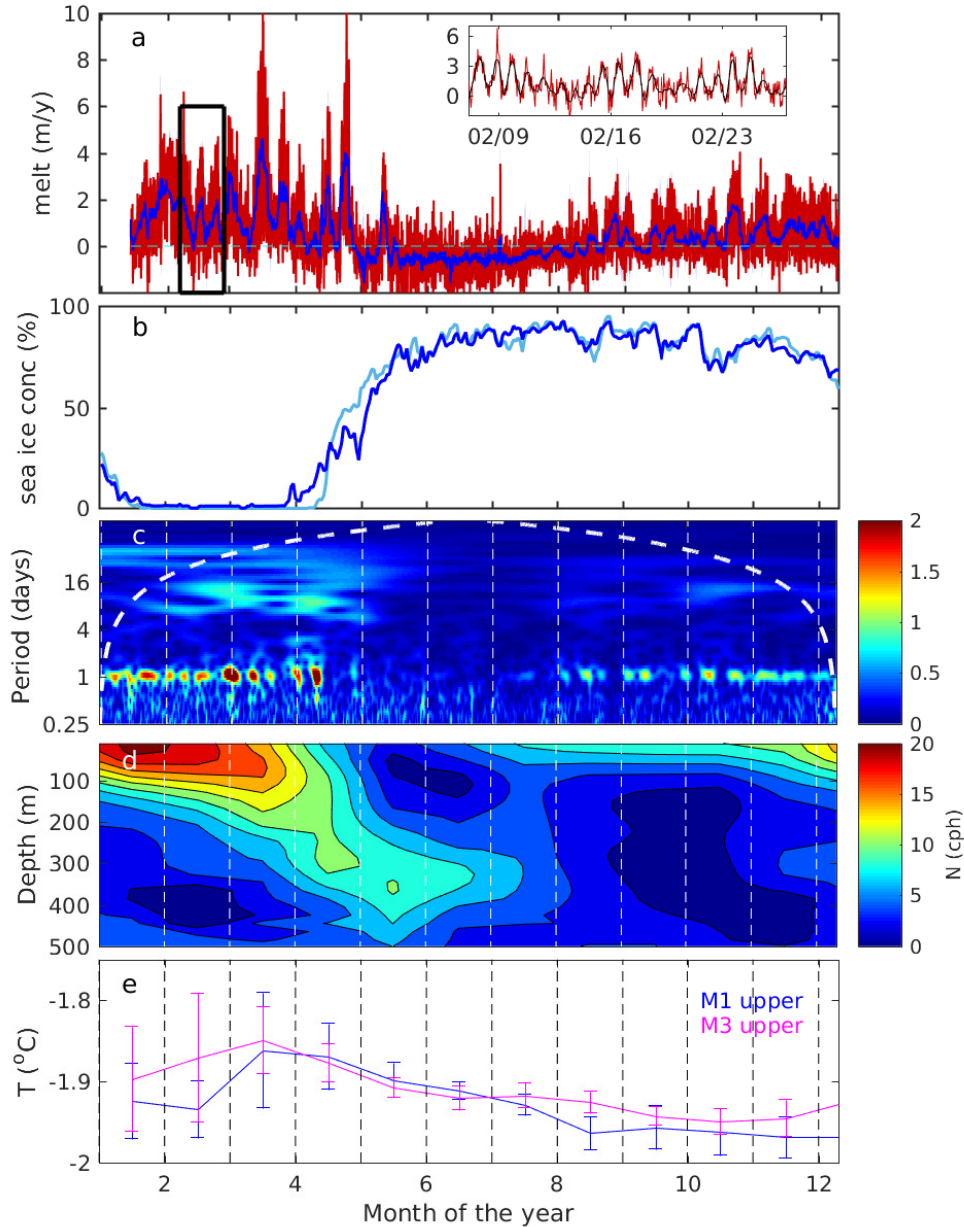 a
melt (m/y)
10
8
6
4
2
0
6
3
0
02/09 02/16 02/23
b
sea ice conc (%)
100
50
0
c
Period (days)
16
4
1
0.25
2
1.5
1
0.5
0
d
Depth (m)
100
200
300
400
500
20
15
10
5
0
N (cph)
e
T (°C)
-1.8
-1.9
-2
M1 upper
M3 upper
2 4 6 8 10 12
Month of the year